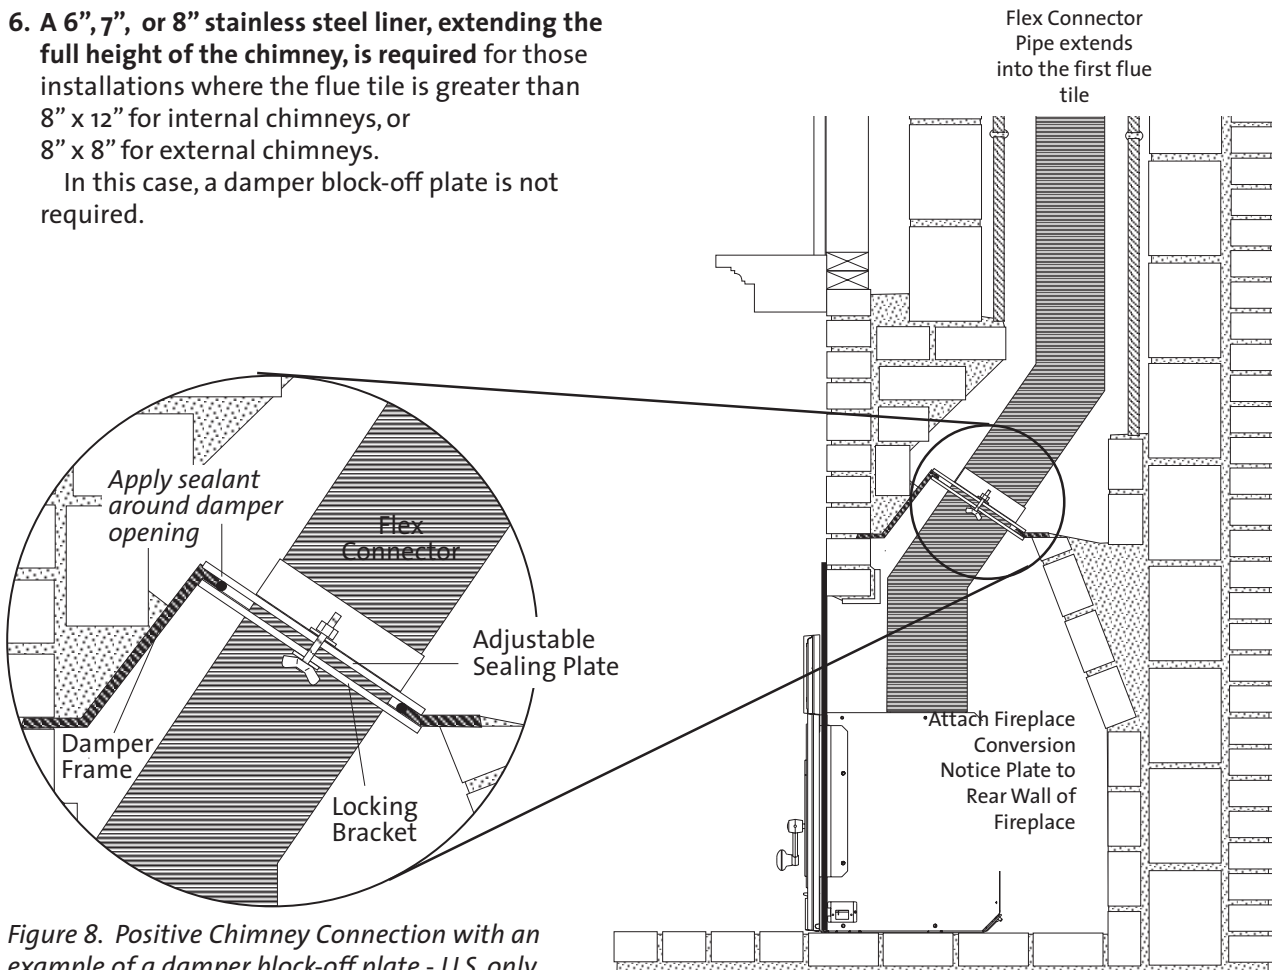 6. A 6”, 7”, or 8” stainless steel liner, extending the
full height of the chimney, is required for those
installations where the flue tile is greater than
8” x 12” for internal chimneys, or
8” x 8” for external chimneys.
In this case, a damper block-off plate is not
required.
Flex Connector
Pipe extends
into the first flue
tile
Apply sealant
around damper
opening
Flex
Connector
Adjustable
Sealing Plate
Damper
Frame
Locking
Bracket
Attach Fireplace
Conversion
Notice Plate to
Rear Wall of
Fireplace
Figure 8. Positive Chimney Connection with an
example of a damper block-off plate - U.S. only